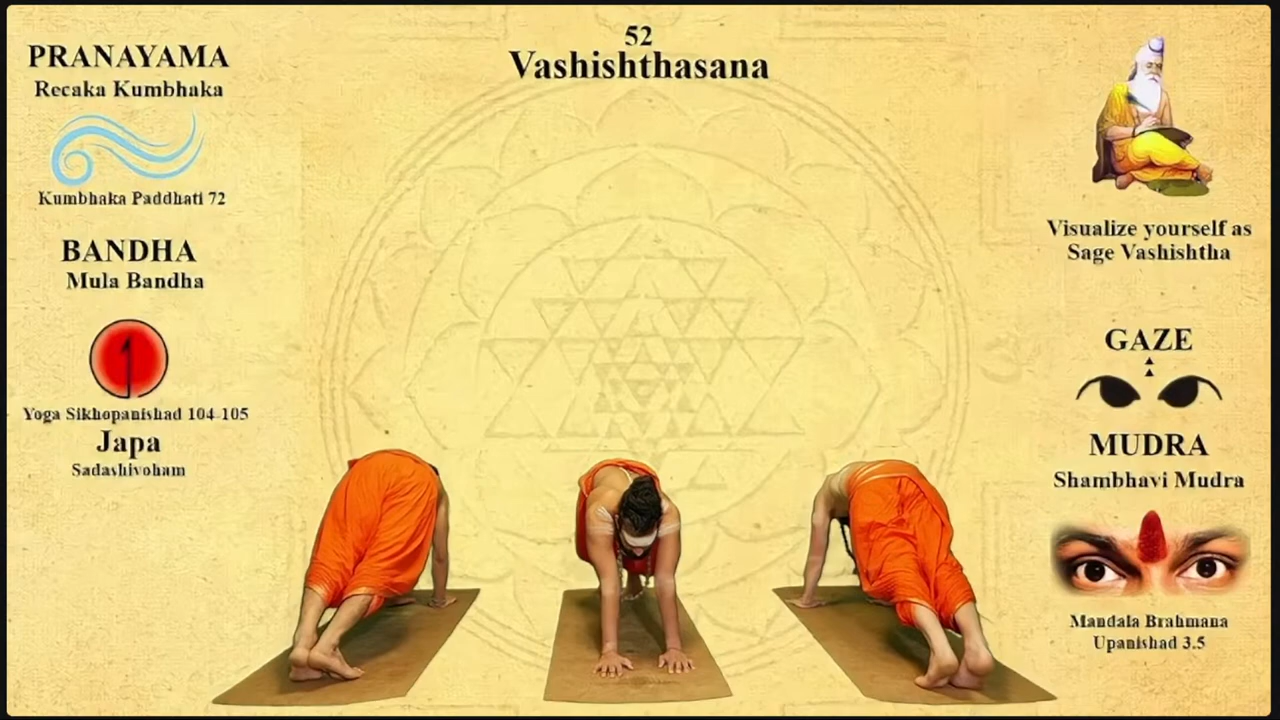 52
Vashishthasana
PRANAYAMA
Recaka Kumbhaka
Kumbhaka Paddhati 72
BANDHA
Mula Bandha
Yoga Sikhopanishad 104-105
Japa
Sadashivoham
Visualize yourself as
Sage Vashishtha
GAZE
MUDRA
Shambhavi Mudra
Mandala Brahmana
Upanishad 3.5